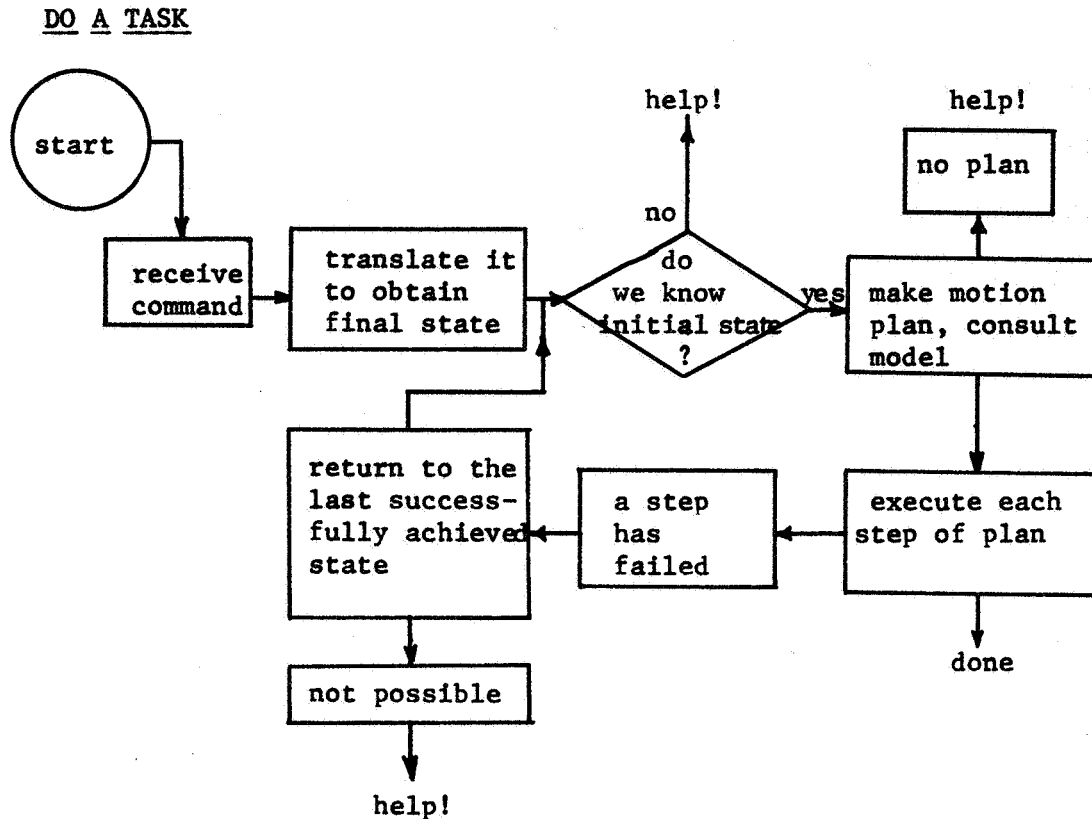 DO A TASK
start
receive
command
translate it
to obtain
final state
help!
no
do
we know
initial state
?
yes
help!
no plan
make motion
plan, consult
model
execute each
step of plan
done
a step
has
failed
return to the
last success-
fully achieved
state
not possible
help!